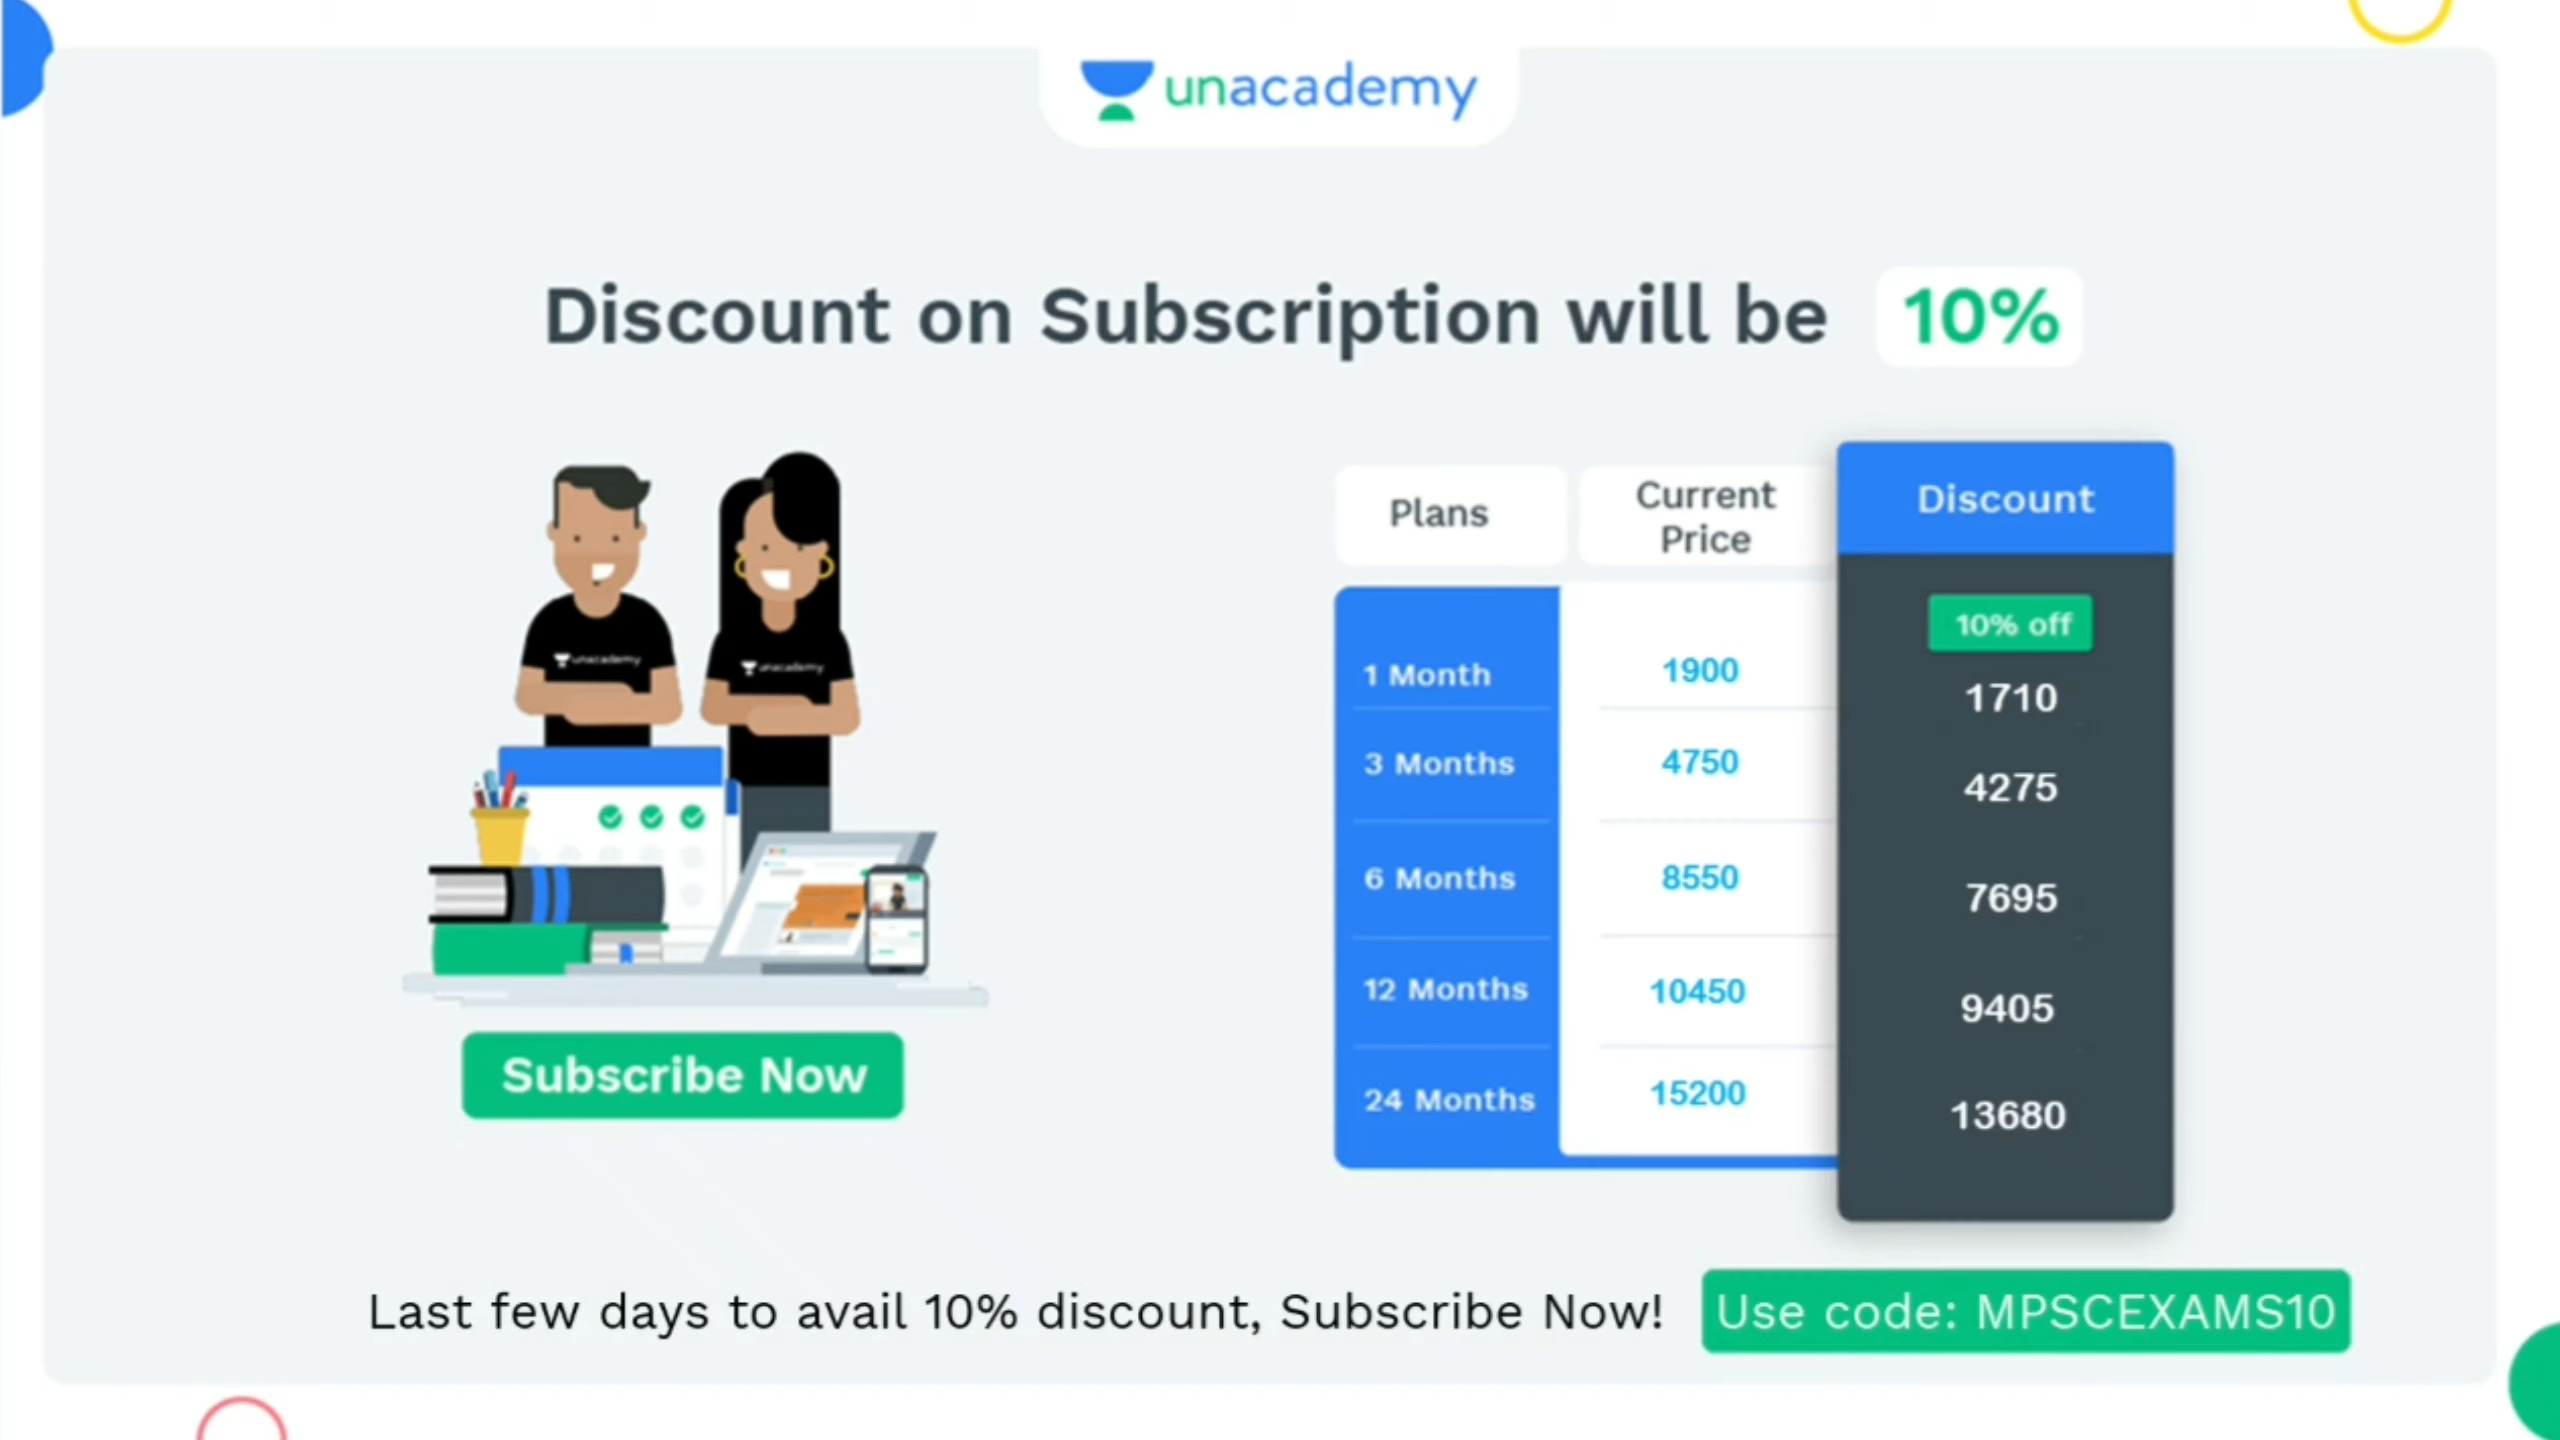 unacademy
Discount on Subscription will be 10%
unacademy
unacademy
Subscribe Now
Plans
Current
Price
Discount
10% off
1 Month 1900 1710
3 Months 4750 4275
6 Months 8550 7695
12 Months 10450 9405
24 Months 15200 13680
Last few days to avail 10% discount, Subscribe Now!
Use code: MPSCEXAMS10